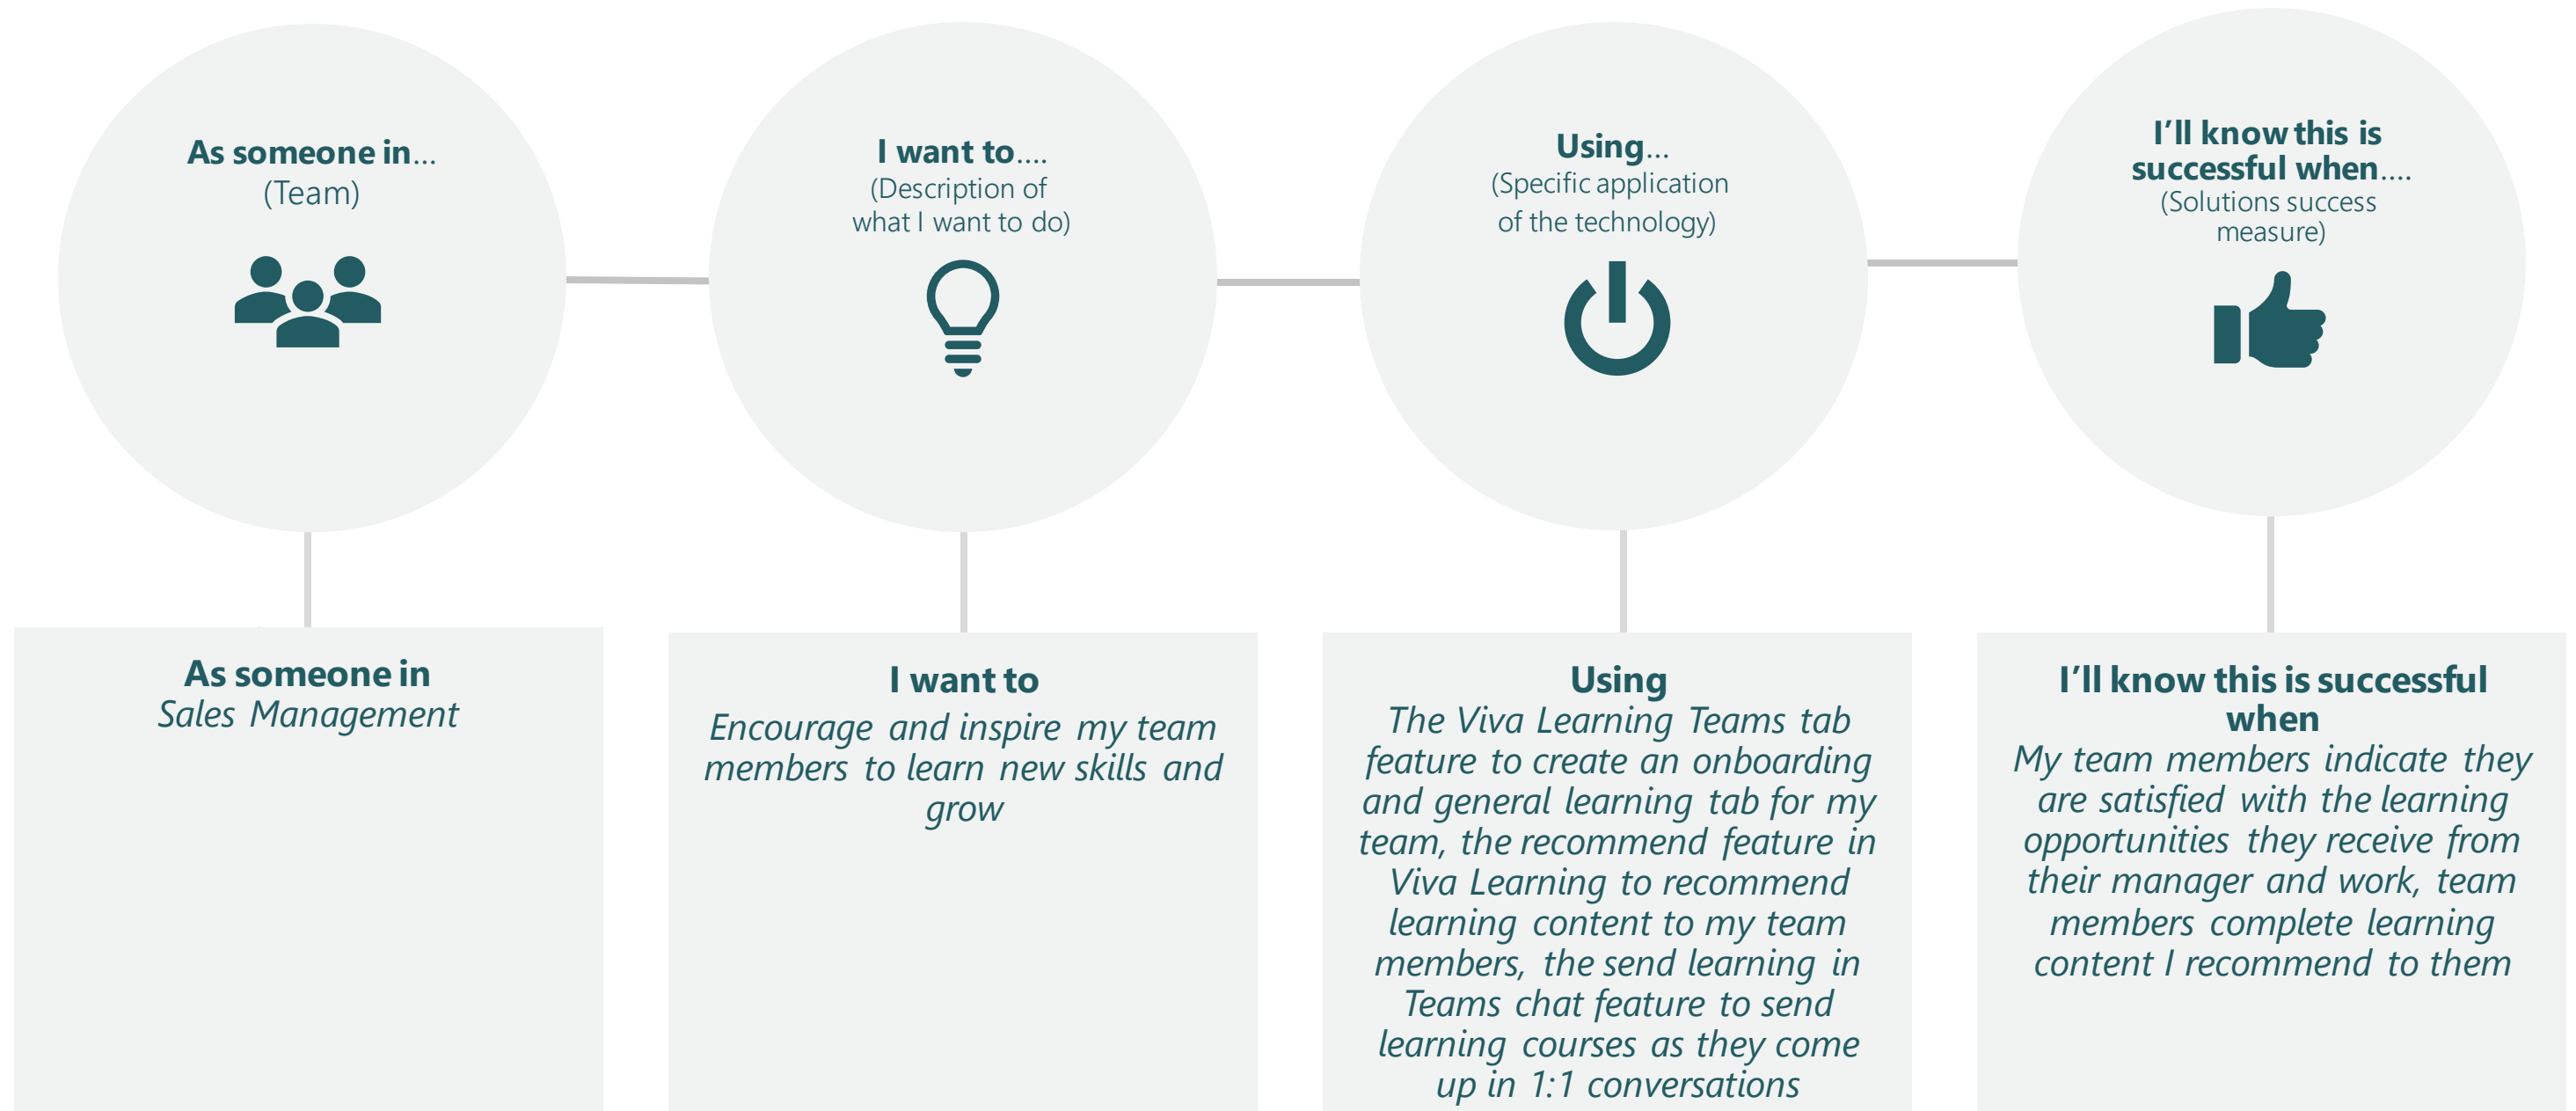 As someone in...
(Team)
I want to....
(Description of
what I want to do)
Using...
(Specific application
of the technology)
I’ll know this is
successful when....
(Solutions success
measure)
As someone in
Sales Management
I want to
Encourage and inspire my team
members to learn new skills and
grow
Using
The Viva Learning Teams tab
feature to create an onboarding
and general learning tab for my
team, the recommend feature in
Viva Learning to recommend
learning content to my team
members, the send learning in
Teams chat feature to send
learning courses as they come
up in 1:1 conversations
I’ll know this is successful
when
My team members indicate they
are satisfied with the learning
opportunities they receive from
their manager and work, team
members complete learning
content I recommend to them